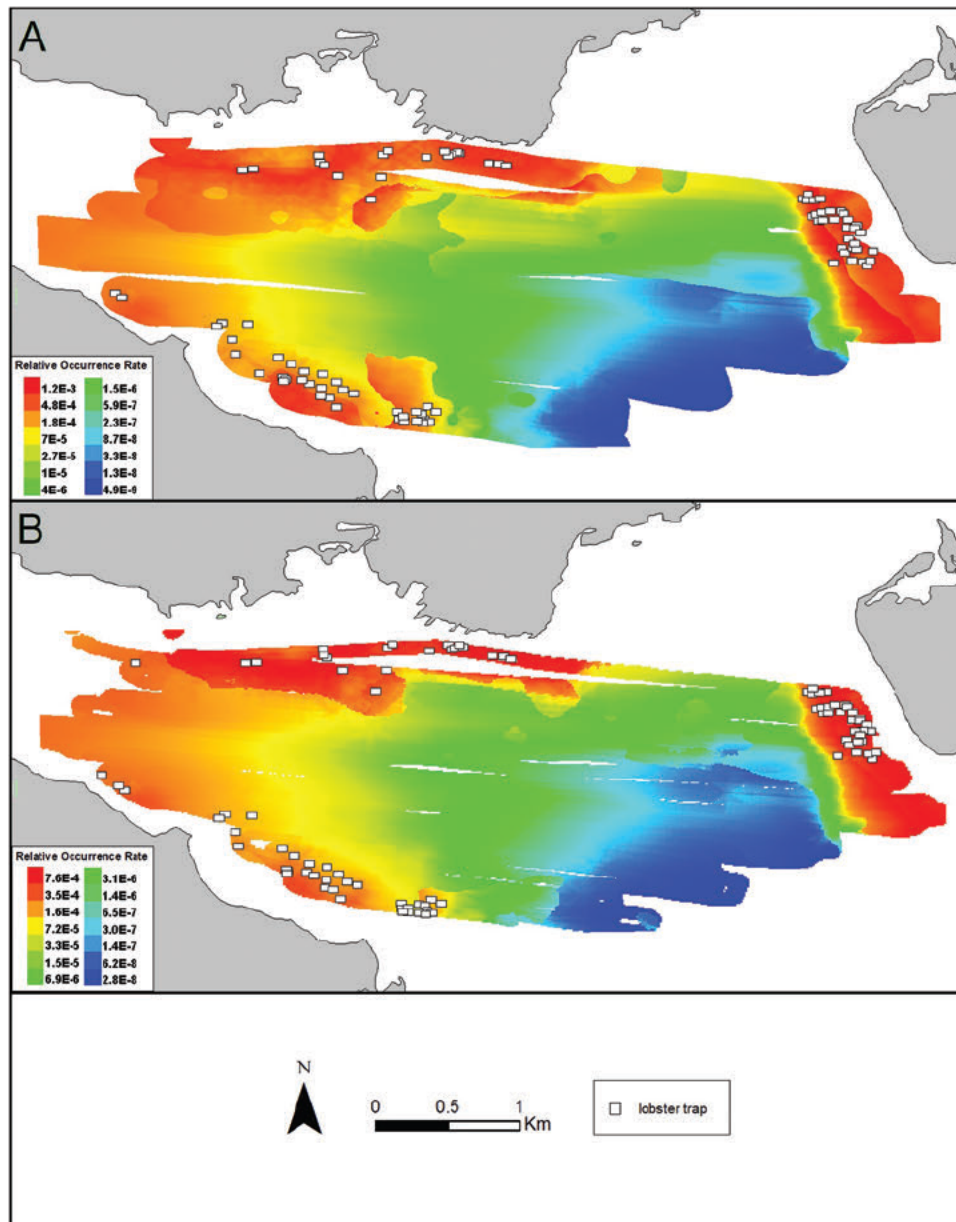 A
Relative Occurrence Rate
1.2E-3 1.5E-6
4.8E-4 5.9E-7
1.8E-4 2.3E-7
7E-5 8.7E-8
2.7E-5 3.3E-8
1E-5 1.3E-8
4E-6 4.9E-9
B
Relative Occurrence Rate
7.6E-4 3.1E-6
3.5E-4 1.4E-6
1.6E-4 6.5E-7
7.2E-5 3.0E-7
3.3E-5 1.4E-7
1.5E-5 6.2E-8
6.9E-6 2.8E-8
N
0 0.5 1
Km
lobster trap